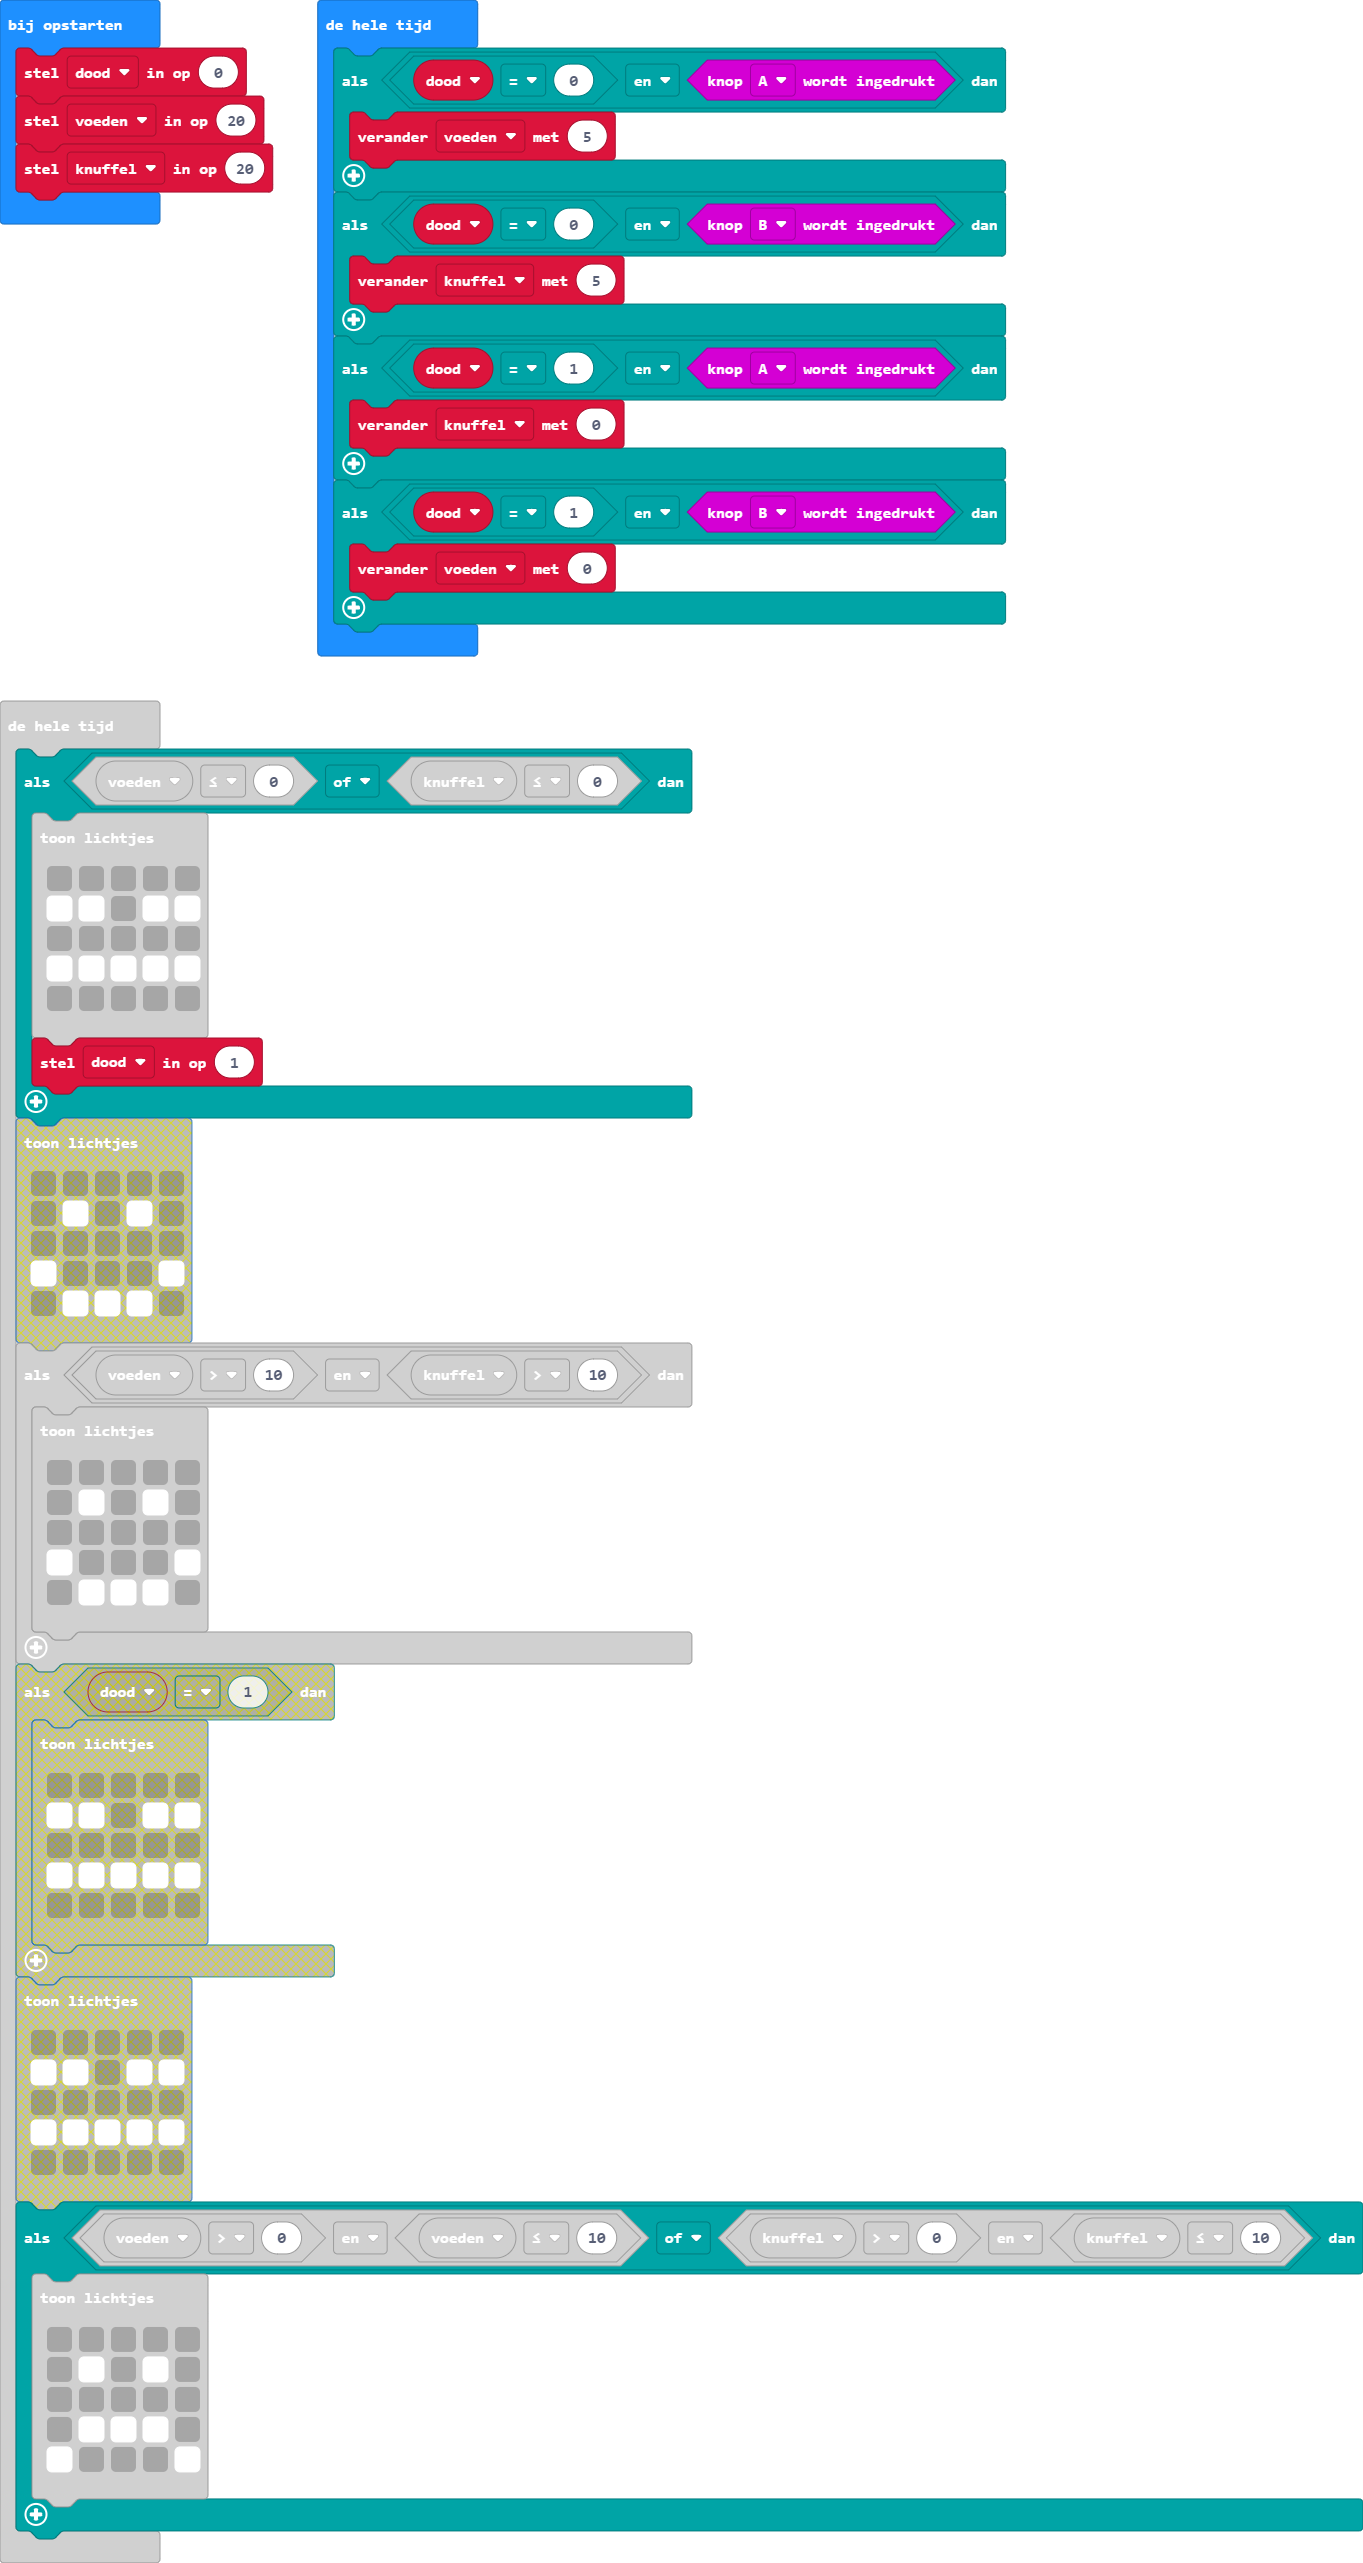 bij opstarten
stel dood in op 0
stel voeden in op 20
stel knuffel in op 20
de hele tijd
als dood = 0 en knop A wordt ingedrukt dan
verander voeden met 5
als dood = 0 en knop B wordt ingedrukt dan
verander knuffel met 5
als dood = 1 en knop A wordt ingedrukt dan
verander knuffel met 0
als dood = 1 en knop B wordt ingedrukt dan
verander voeden met 0
de hele tijd
als voeden ≤ 0 of knuffel ≤ 0 dan
toon lichtjes
stel dood in op 1
toon lichtjes
als voeden > 10 en knuffel > 10 dan
toon lichtjes
als dood = 1 dan
toon lichtjes
toon lichtjes
als voeden > 0 en voeden ≤ 10 of knuffel > 0 en knuffel ≤ 10 dan
toon lichtjes